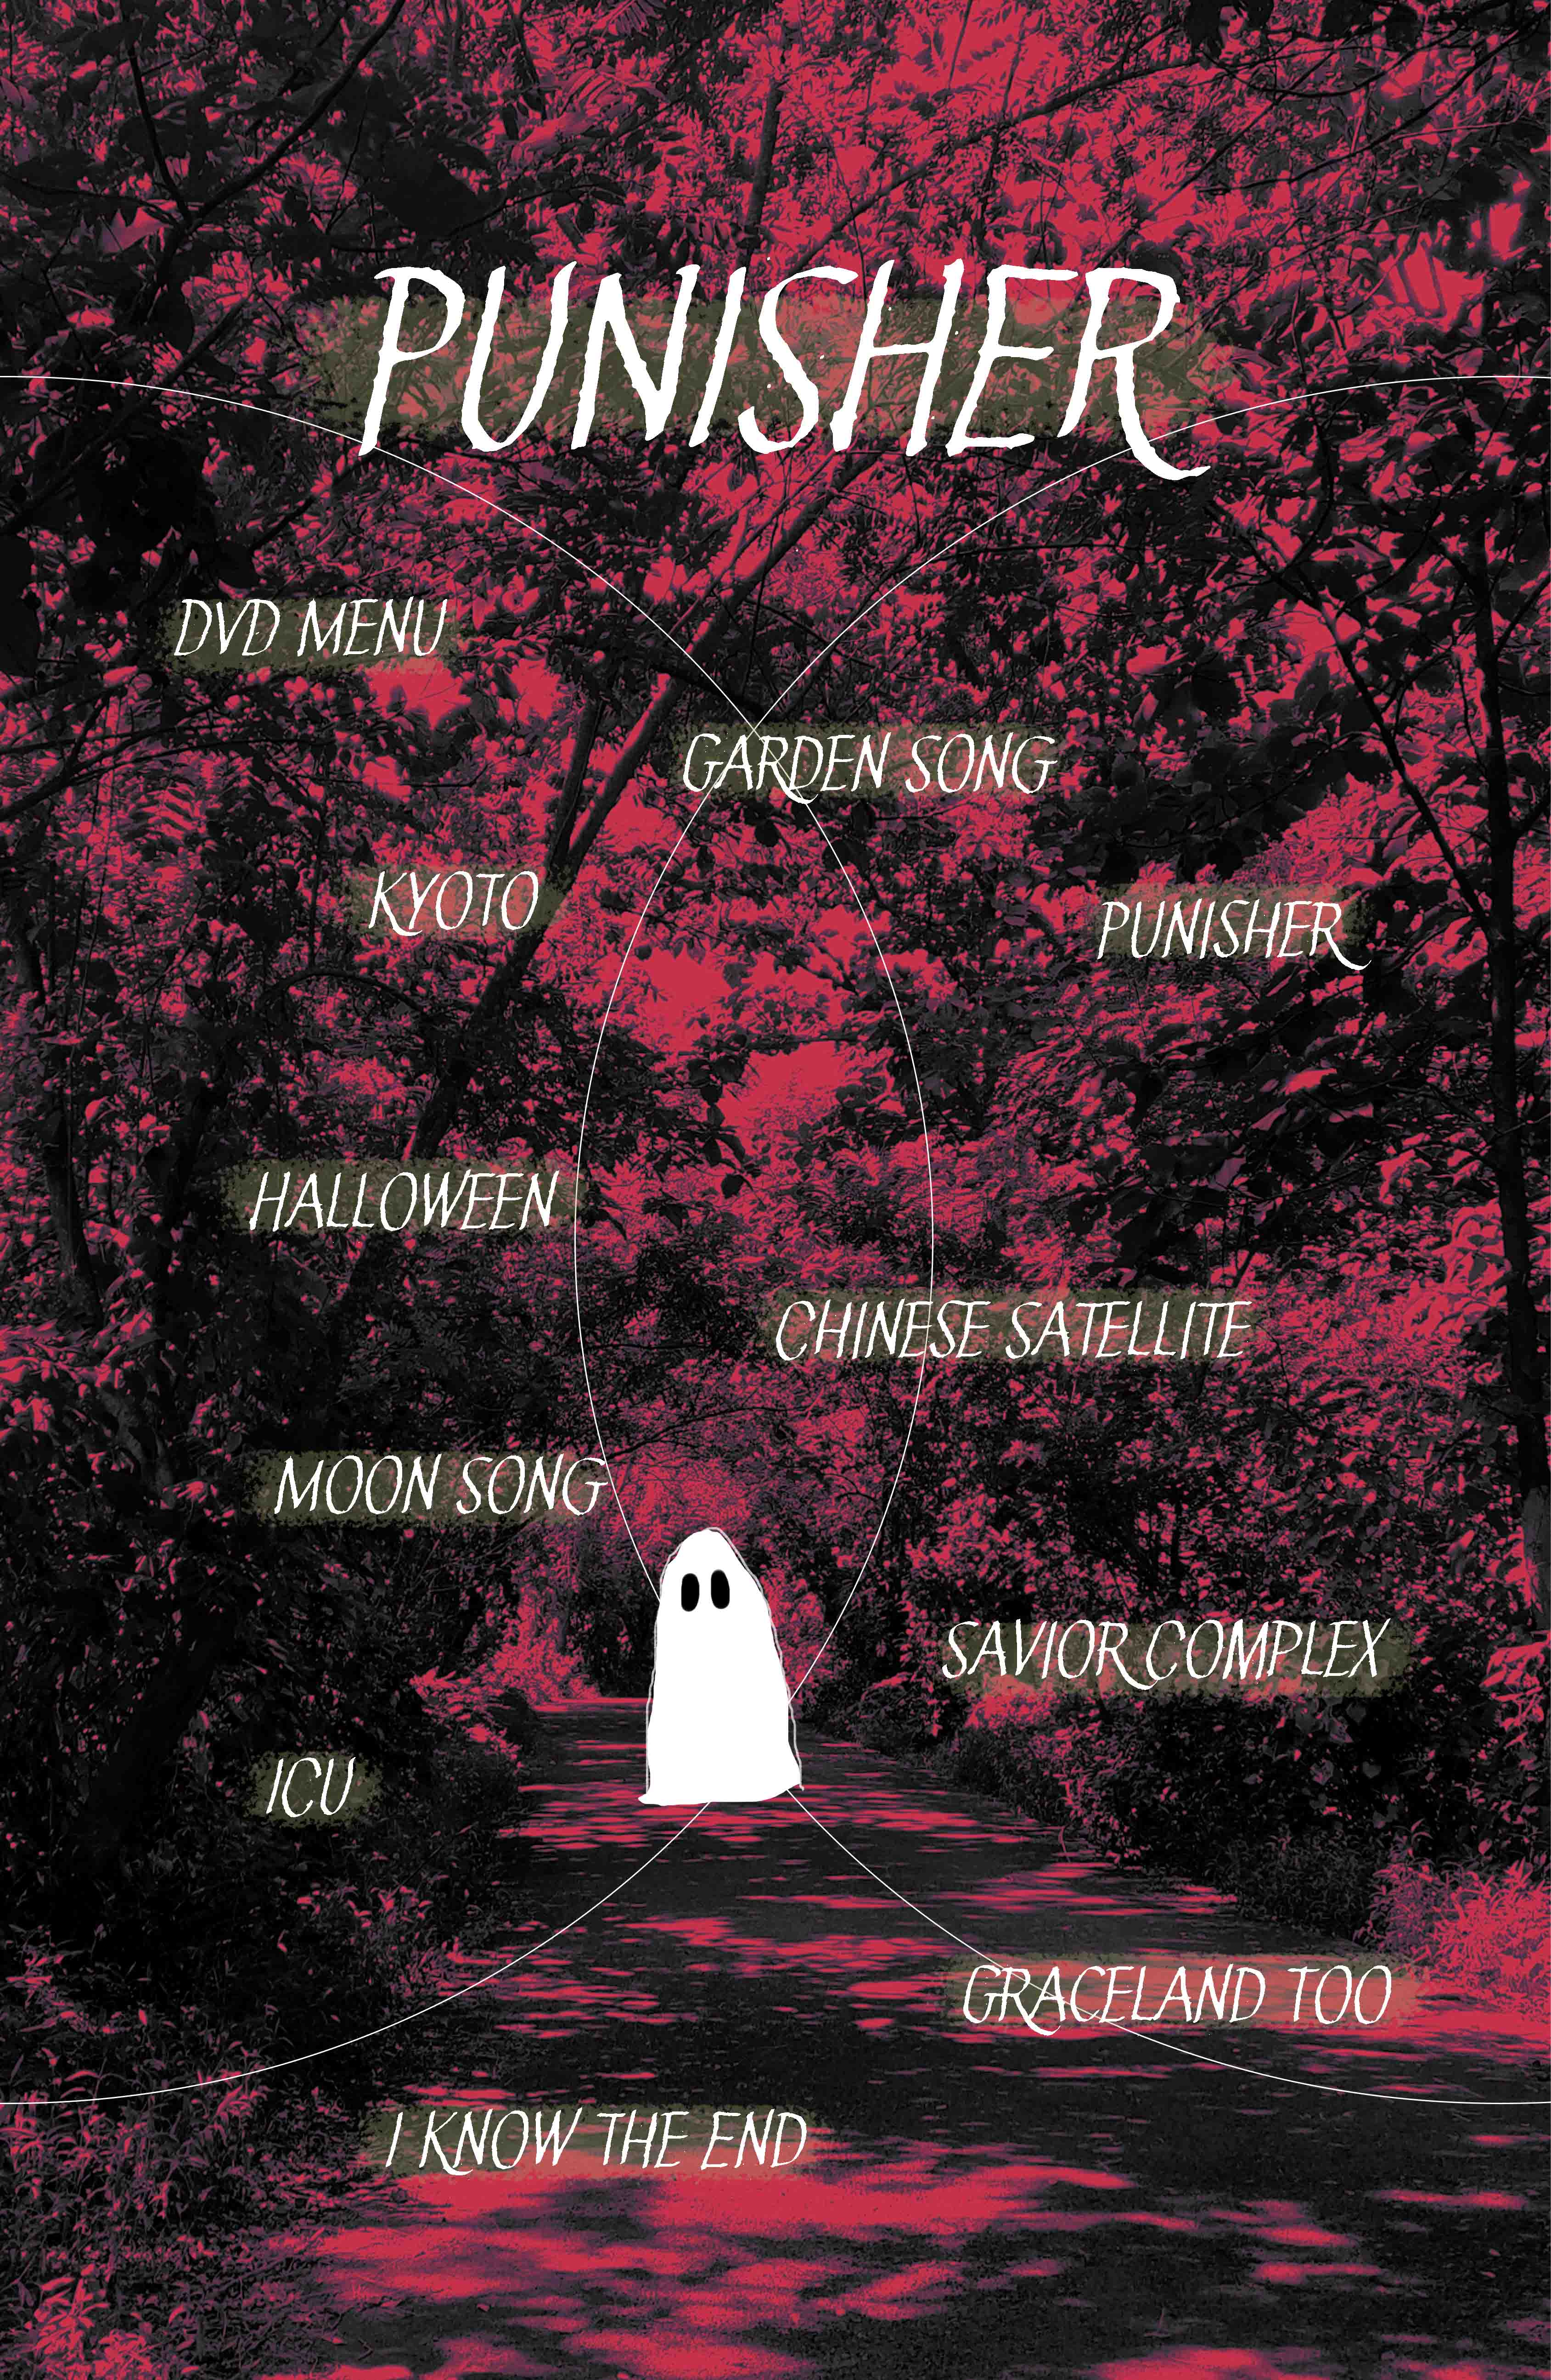 PUNISHER
DVD MENU
GARDEN SONG
KYOTO
PUNISHER
HALLOWEEN
CHINESE SATELLITE
MOON SONG
SAVIOR COMPLEX
ICU
GRACELAND TOO
I KNOW THE END